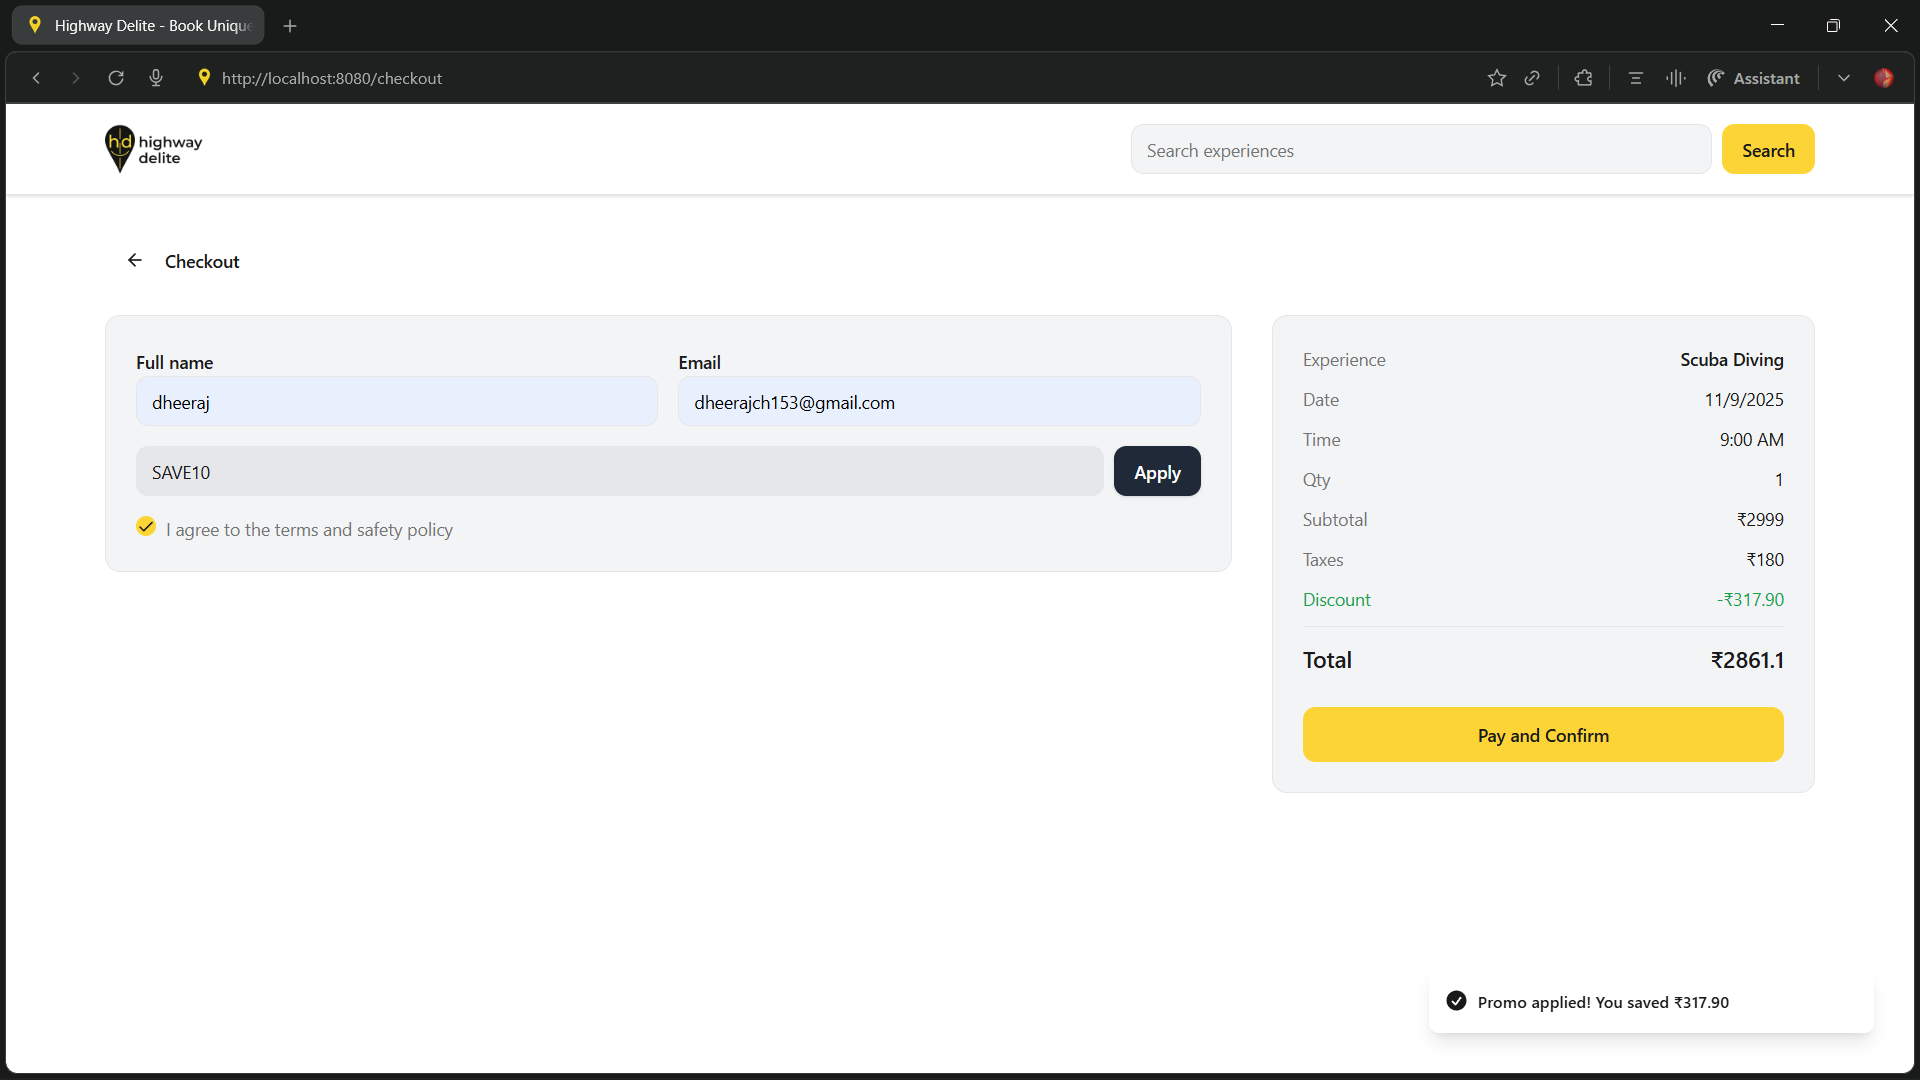 Highway Delite - Book Unique
http://localhost:8080/checkout
Assistant
hd highway
delite
Search experiences
Search
Checkout
Full name
Email
dheeraj
dheerajch153@gmail.com
SAVE10
Apply
I agree to the terms and safety policy
Experience Scuba Diving
Date 11/9/2025
Time 9:00 AM
Qty 1
Subtotal ₹2999
Taxes ₹180
Discount -₹317.90
Total ₹2861.1
Pay and Confirm
Promo applied! You saved ₹317.90